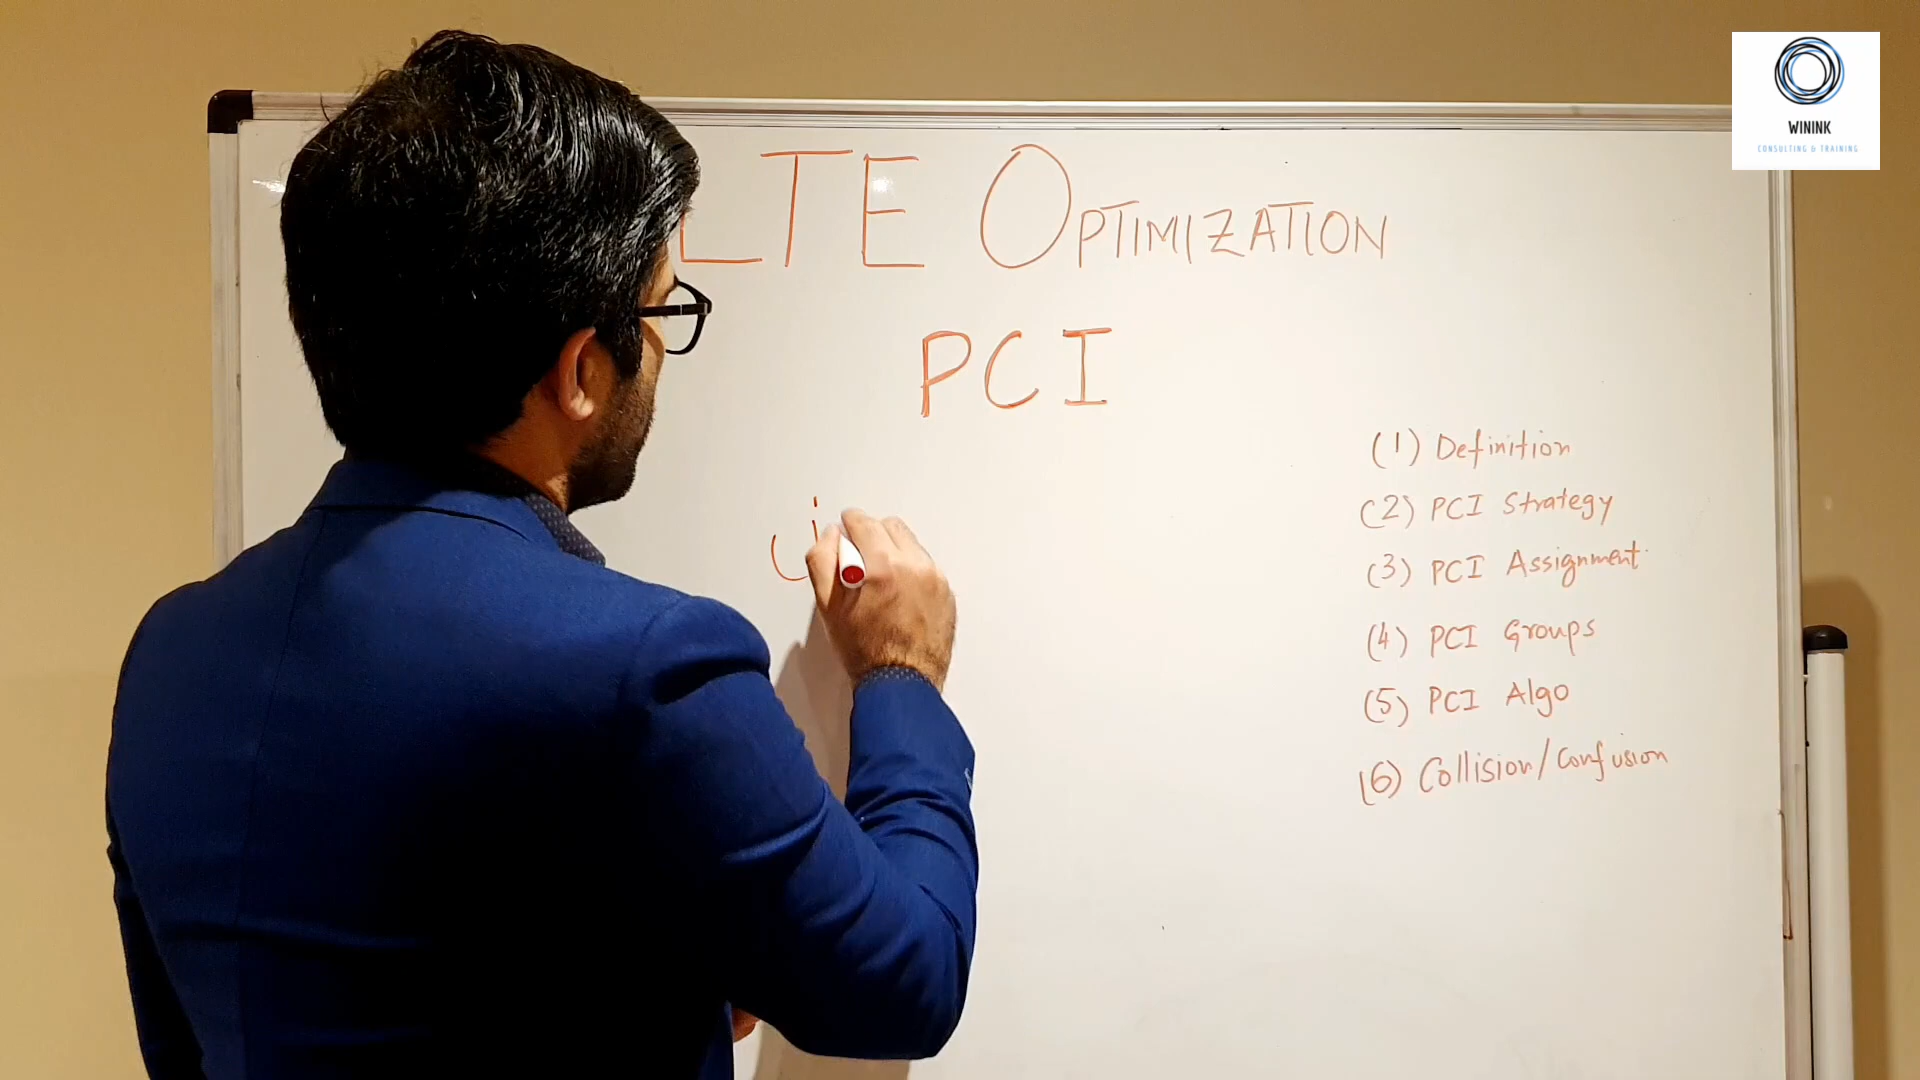 WININK
CONSULTING & TRAINING
LTE OPTIMIZATION
PCI
(1) Definition
(2) PCI Strategy
(3) PCI Assignment
(4) PCI Groups
(5) PCI Algo
(6) Collision/Confusion